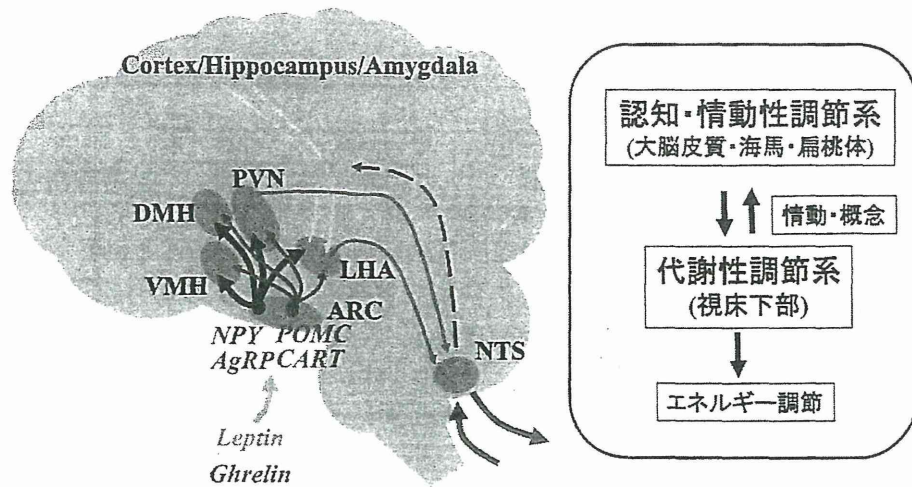 Cortex/Hippocampus/Amygdala
PVN
DMH
VMH
LHA
ARC
NPY POMC
AgRP CART
NTS
Leptin
Ghrelin
認知・情動性調節系
(大脳皮質・海馬・扁桃体)
情動・概念
代謝性調節系
(視床下部)
エネルギー調節